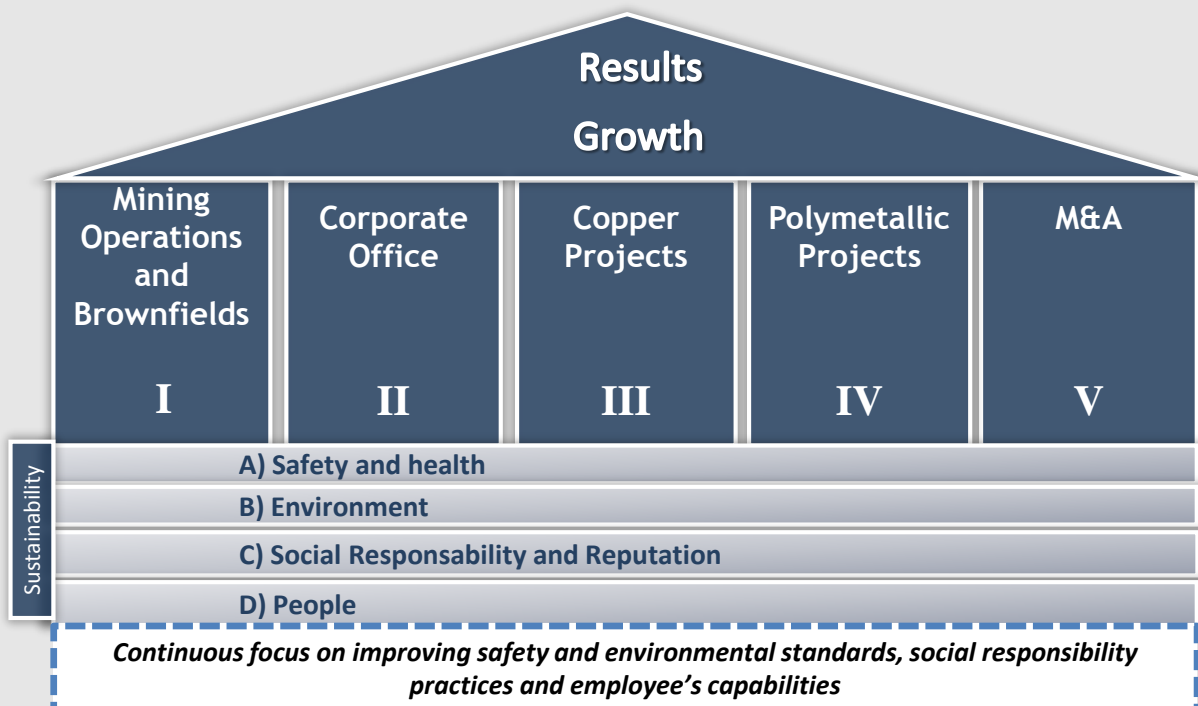 Results
Growth
Mining
Operations
and
Brownfields
I
Corporate
Office
II
Copper
Projects
III
Polymetallic
Projects
IV
M&A
V
Sustainability
A) Safety and health
B) Environment
C) Social Responsability and Reputation
D) People
Continuous focus on improving safety and environmental standards, social responsibility
practices and employee’s capabilities